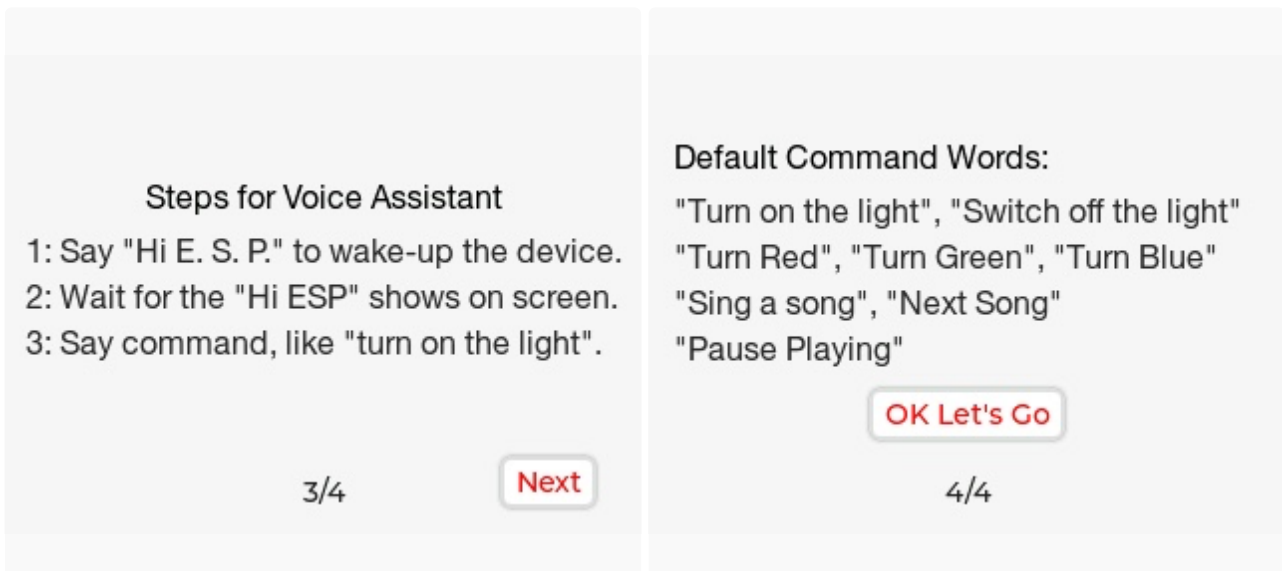 Steps for Voice Assistant
1: Say "Hi E. S. P." to wake-up the device.
2: Wait for the "Hi ESP" shows on screen.
3: Say command, like "turn on the light".
Next
3/4
Default Command Words:
"Turn on the light", "Switch off the light"
"Turn Red", "Turn Green", "Turn Blue"
"Sing a song", "Next Song"
"Pause Playing"
OK Let's Go
4/4